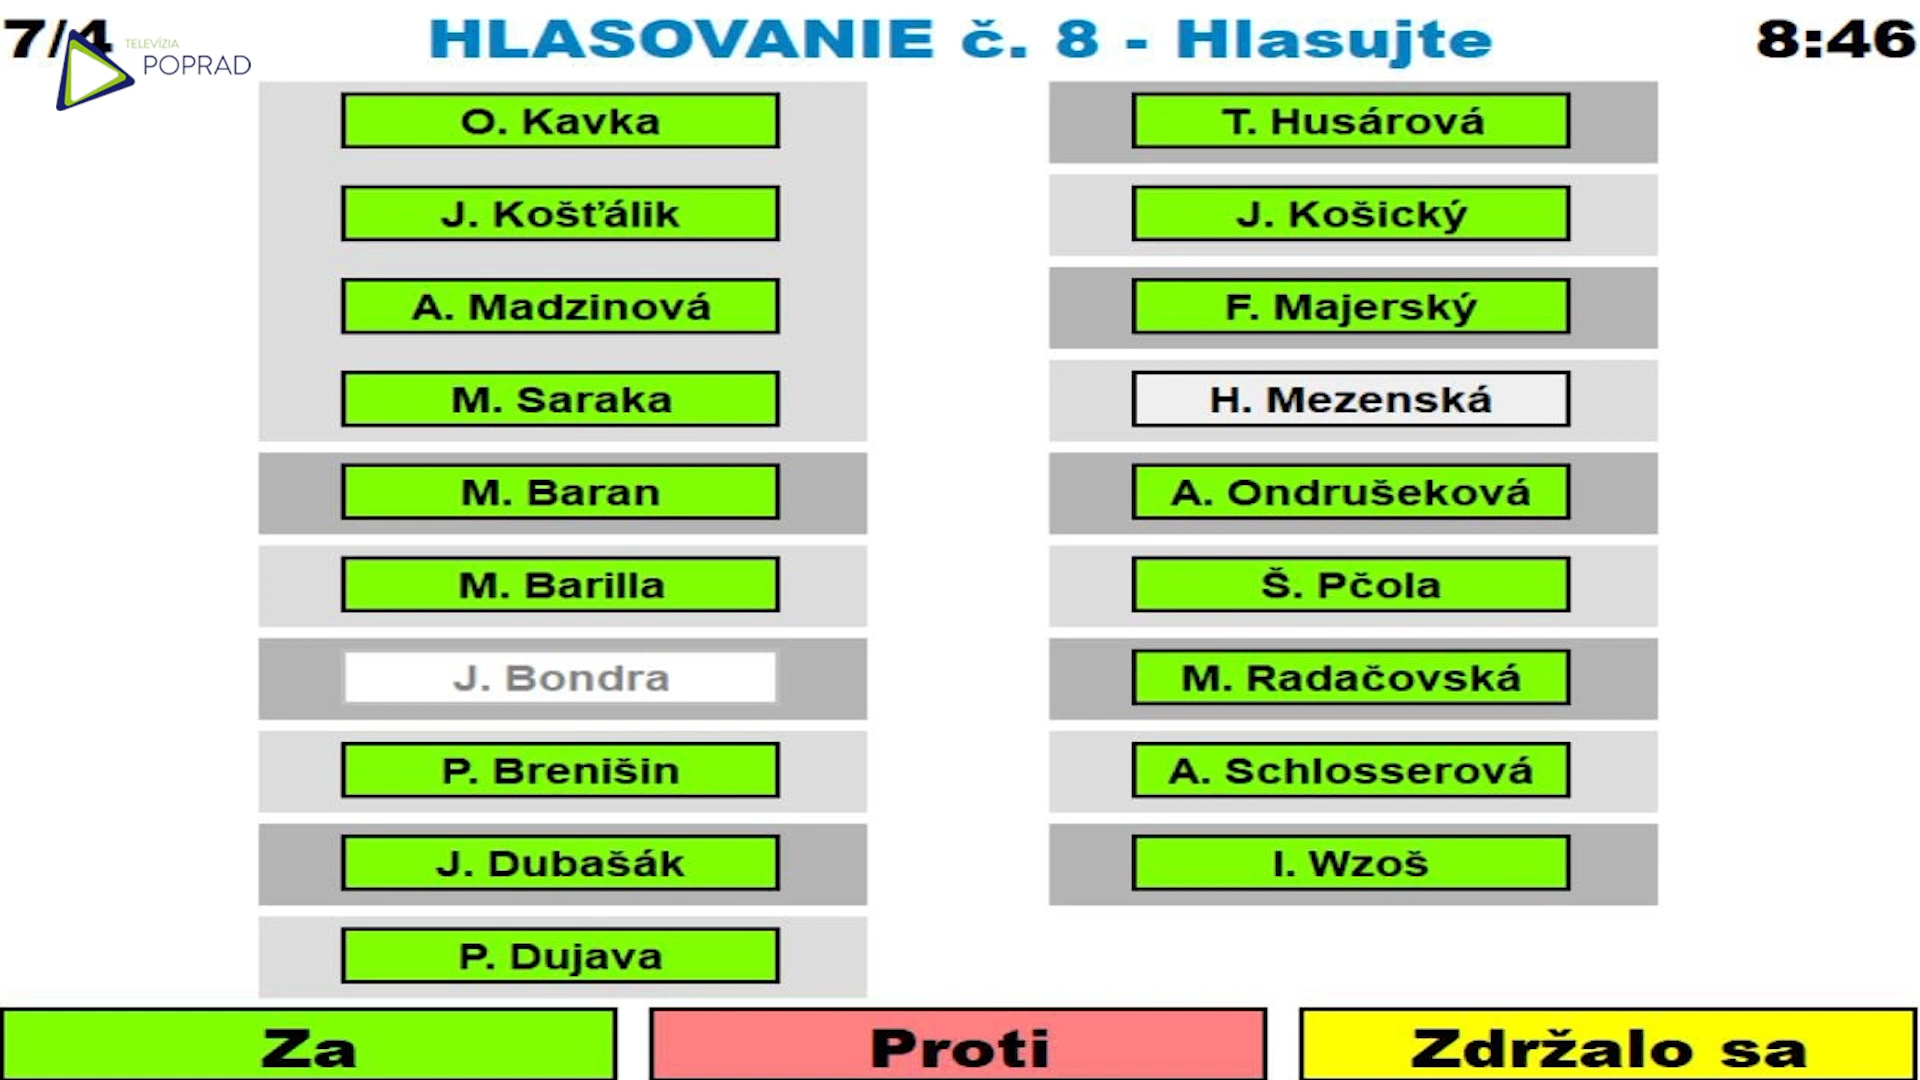 7/4
TELEVÍZIA
POPRAD
HLASOVANIE č. 8 - Hlasujte
8:46
O. Kavka
J. Košťálik
A. Madzinová
M. Saraka
M. Baran
M. Barilla
J. Bondra
P. Brenišin
J. Dubašák
P. Dujava
T. Husárová
J. Košický
F. Majerský
H. Mezenská
A. Ondrušeková
Š. Pčola
M. Radačovská
A. Schlosserová
I. Wzoš
Za
Proti
Zdržalo sa